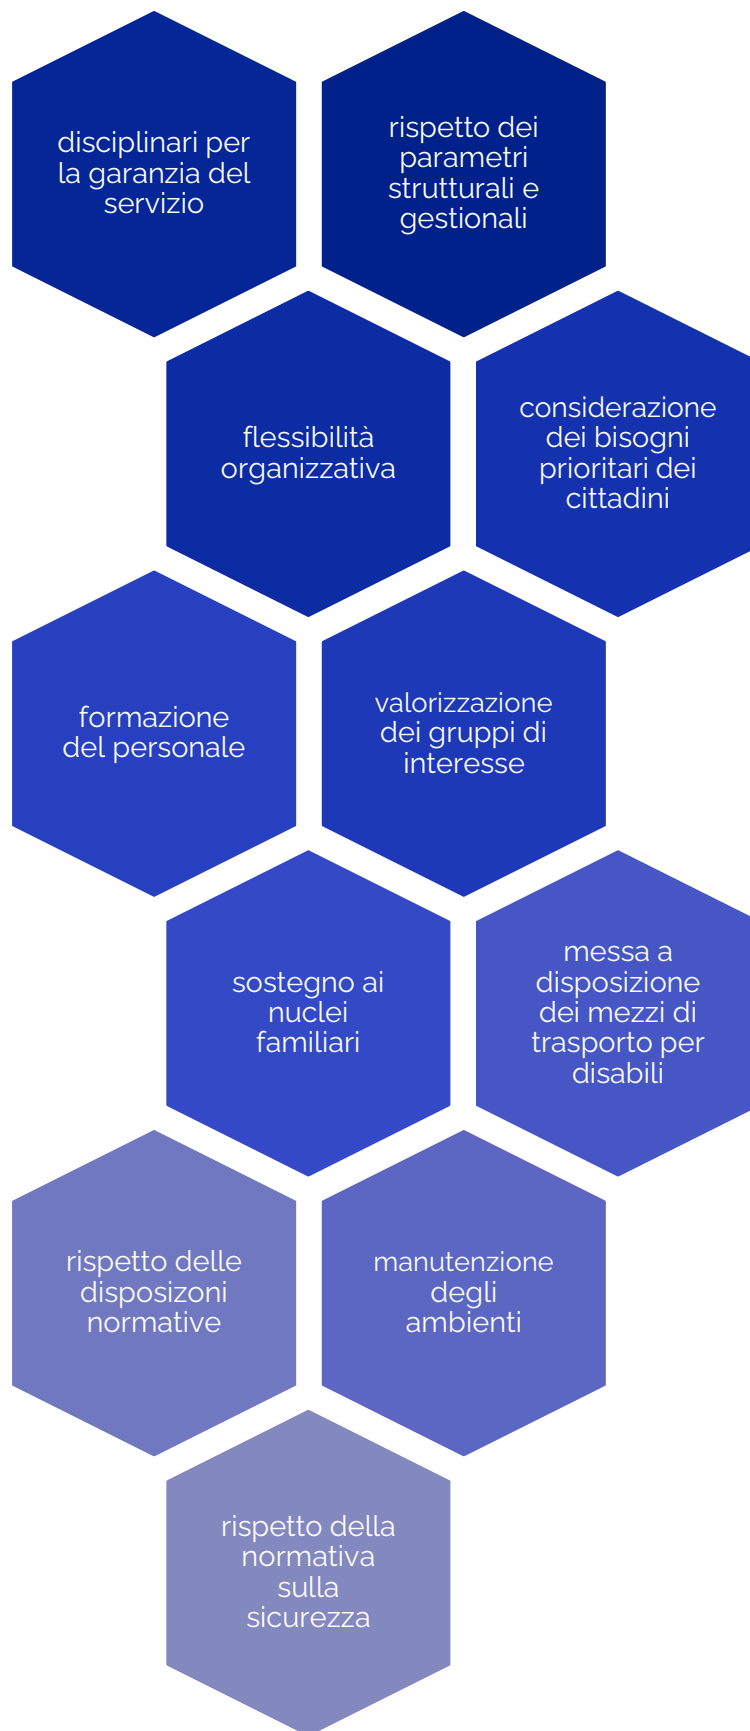 disciplinari per
la garanzia del
servizio
rispetto dei
parametri
strutturali e
gestionali
flessibilità
organizzativa
considerazione
dei bisogni
prioritari dei
cittadini
formazione
del personale
valorizzazione
dei gruppi di
interesse
sostegno ai
nuclei
familiari
messa a
disposizione
dei mezzi di
trasporto per
disabili
rispetto delle
disposizoni
normative
manutenzione
degli
ambienti
rispetto della
normativa
sulla
sicurezza